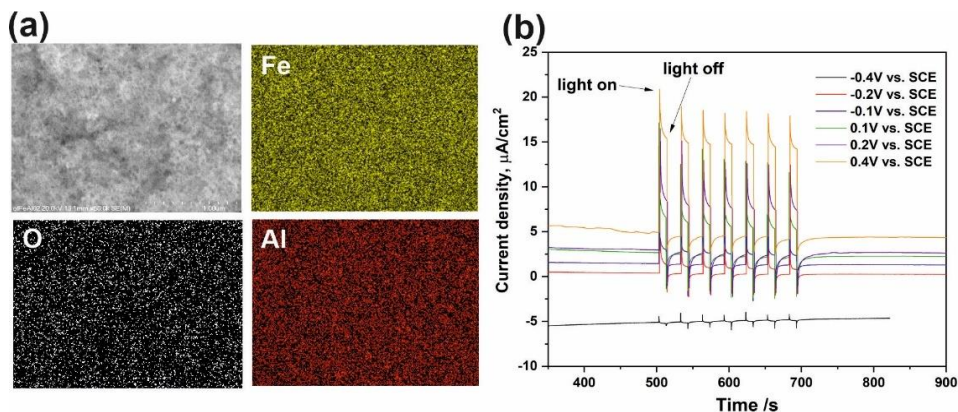 (a)
Fe
O
Al
1.00um
(b)
light on
light off
-0.4V vs. SCE
-0.2V vs. SCE
-0.1V vs. SCE
0.1V vs. SCE
0.2V vs. SCE
0.4V vs. SCE
Current density, µA/cm²
25
20
15
10
5
0
-5
-10
400
500
600
700
800
900
Time /s